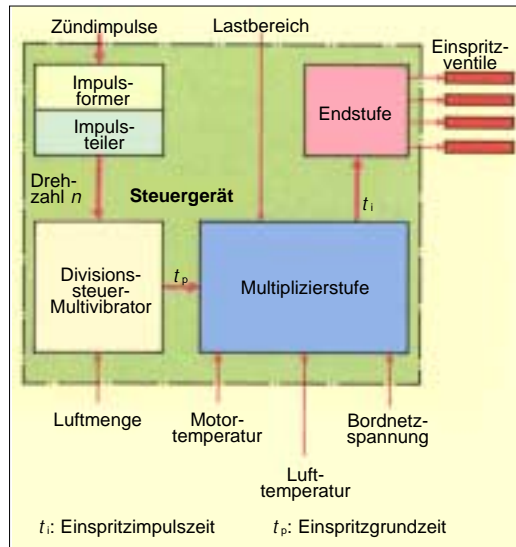 Zündimpulse
Lastbereich
Einspritz-
ventile
Impuls-
former
Impuls-
teiler
Endstufe
Dreh-
zahl n
Steuergerät
ti
Divisions-
steuer-
Multivibrator
tp
Multiplizierstufe
Luftmenge
Motor-
temperatur
Bordnetz-
spannung
Luft-
temperatur
ti: Einspritzimpulszeit
tp: Einspritzgrundzeit